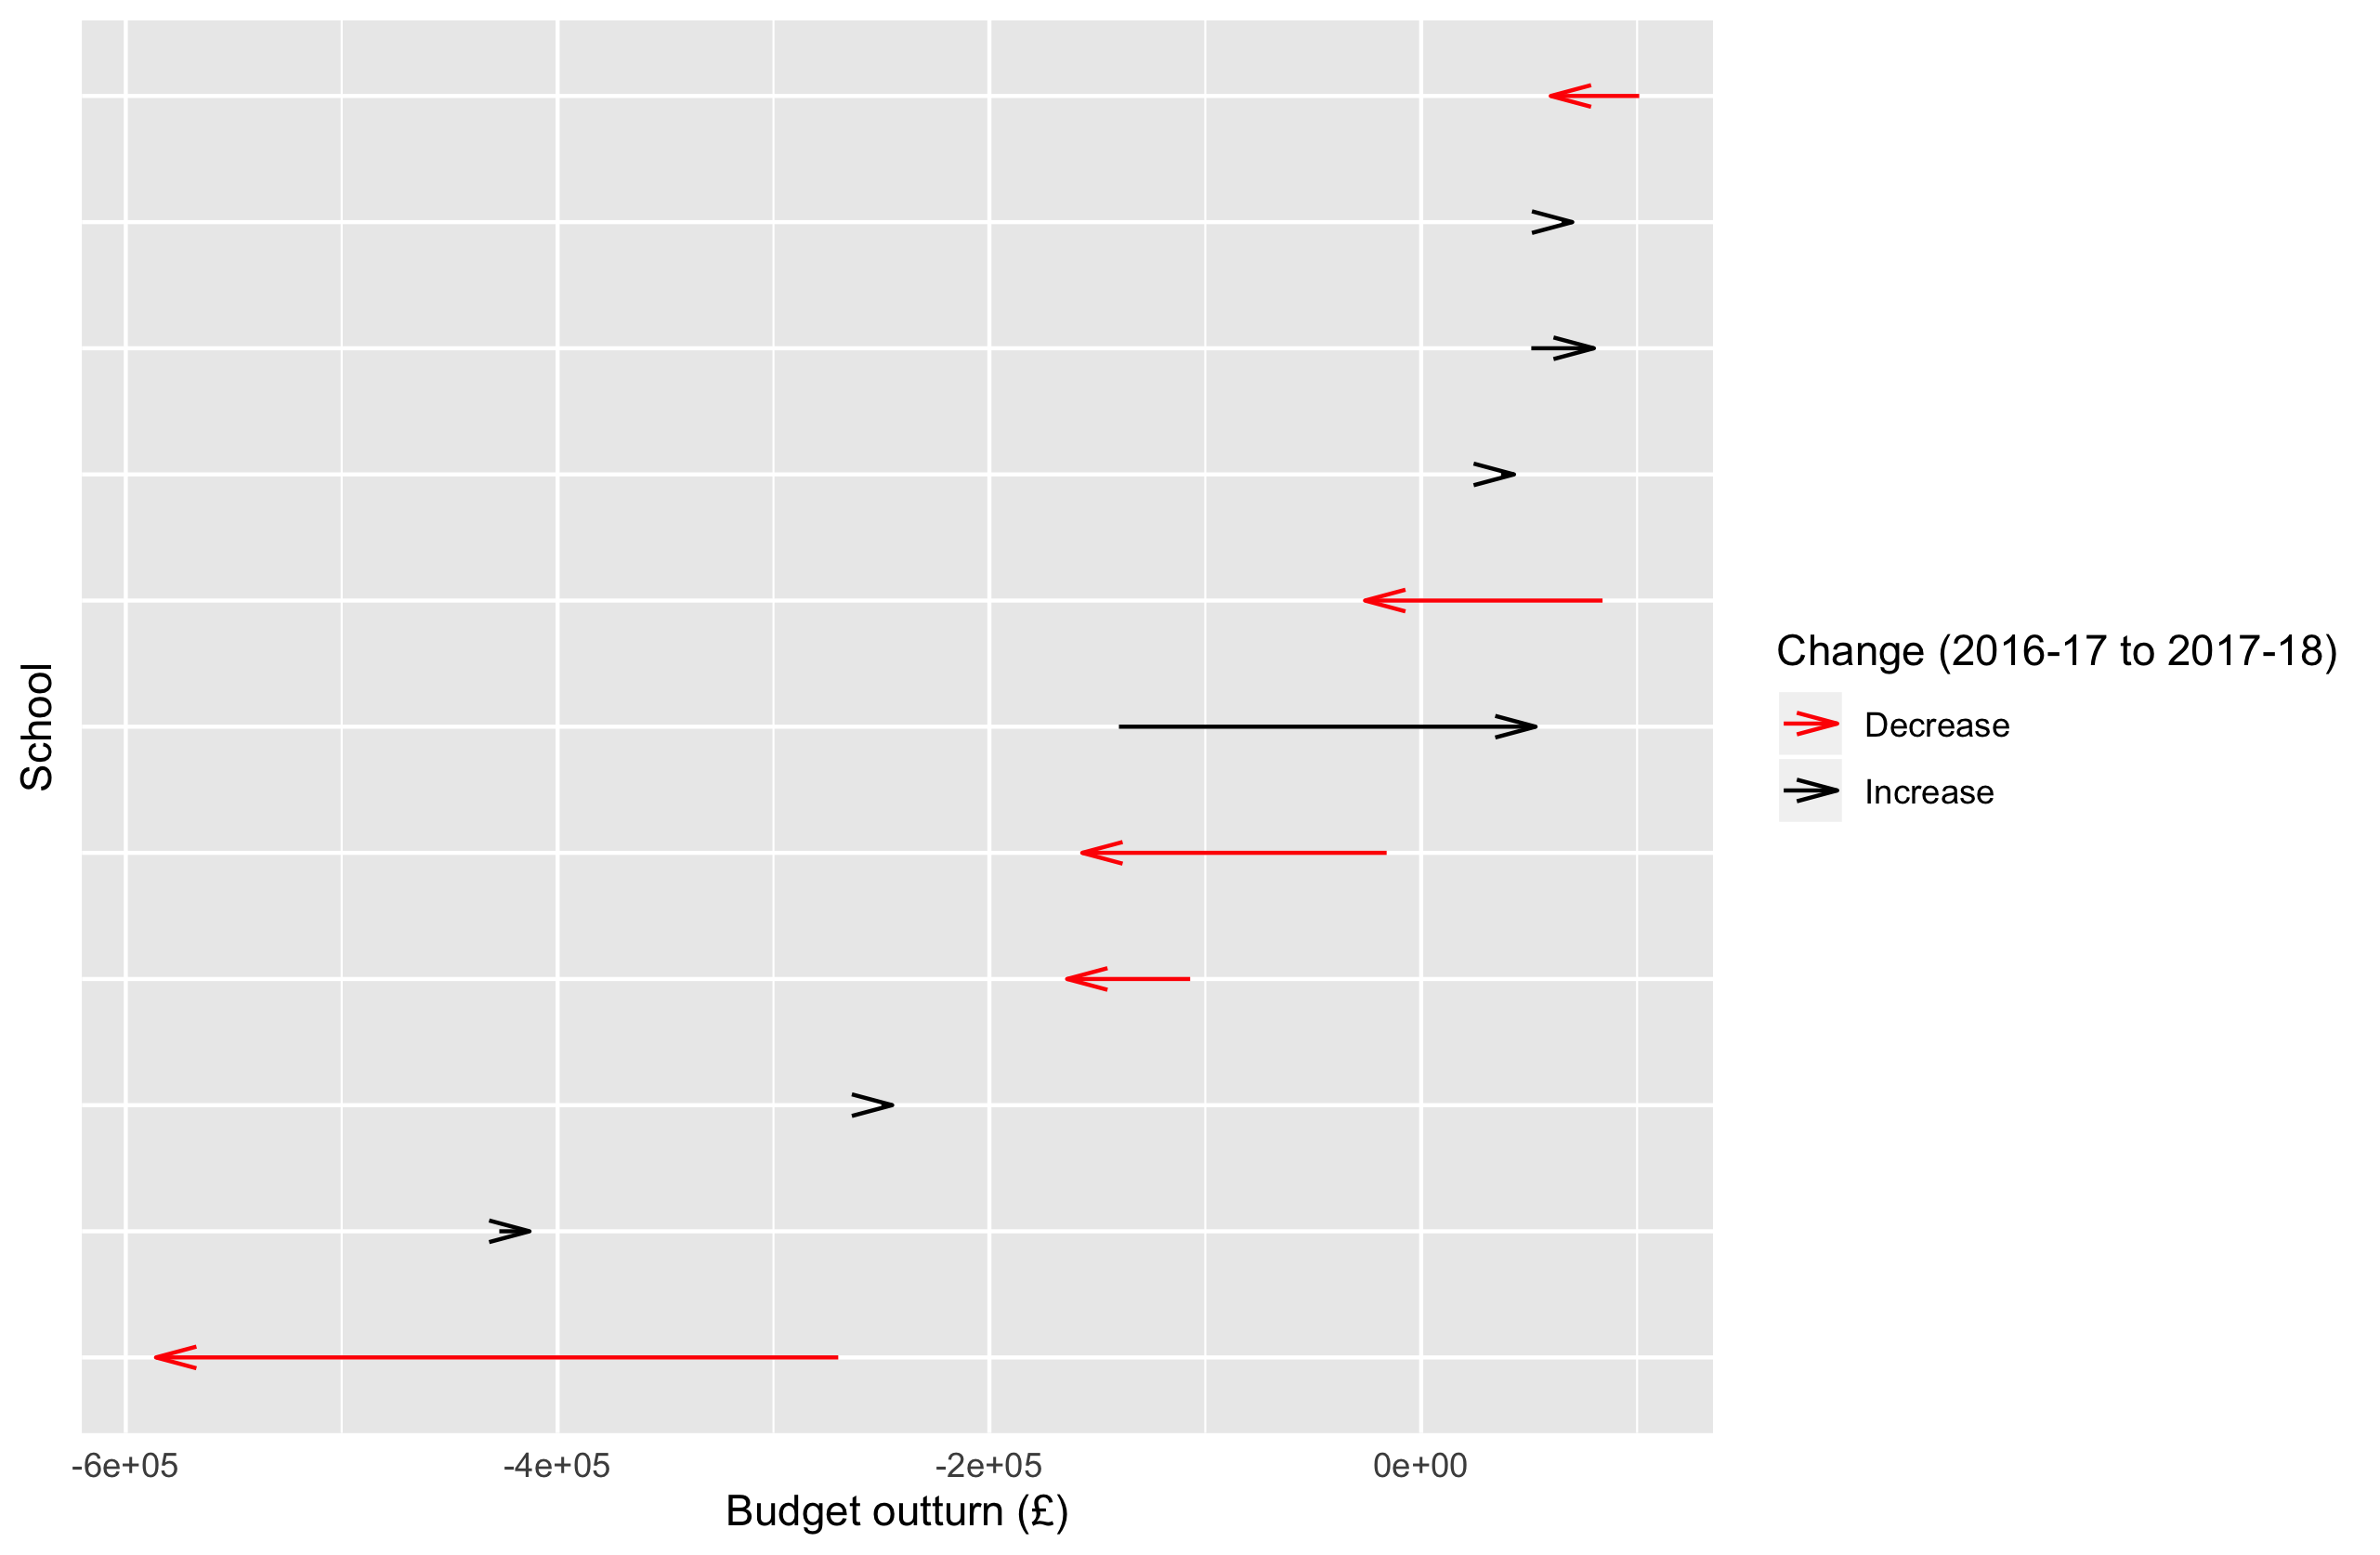 School
Change (2016-17 to 2017-18)
Decrease
Increase
-6e+05 -4e+05 -2e+05 0e+00
Budget outturn (£)